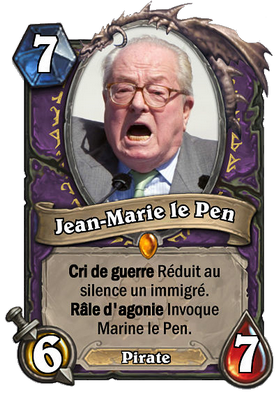 7
Jean-Marie le Pen
Cri de guerre Réduit au
silence un immigré.
Râle d'agonie Invoque
Marine le Pen.
6
Pirate
7